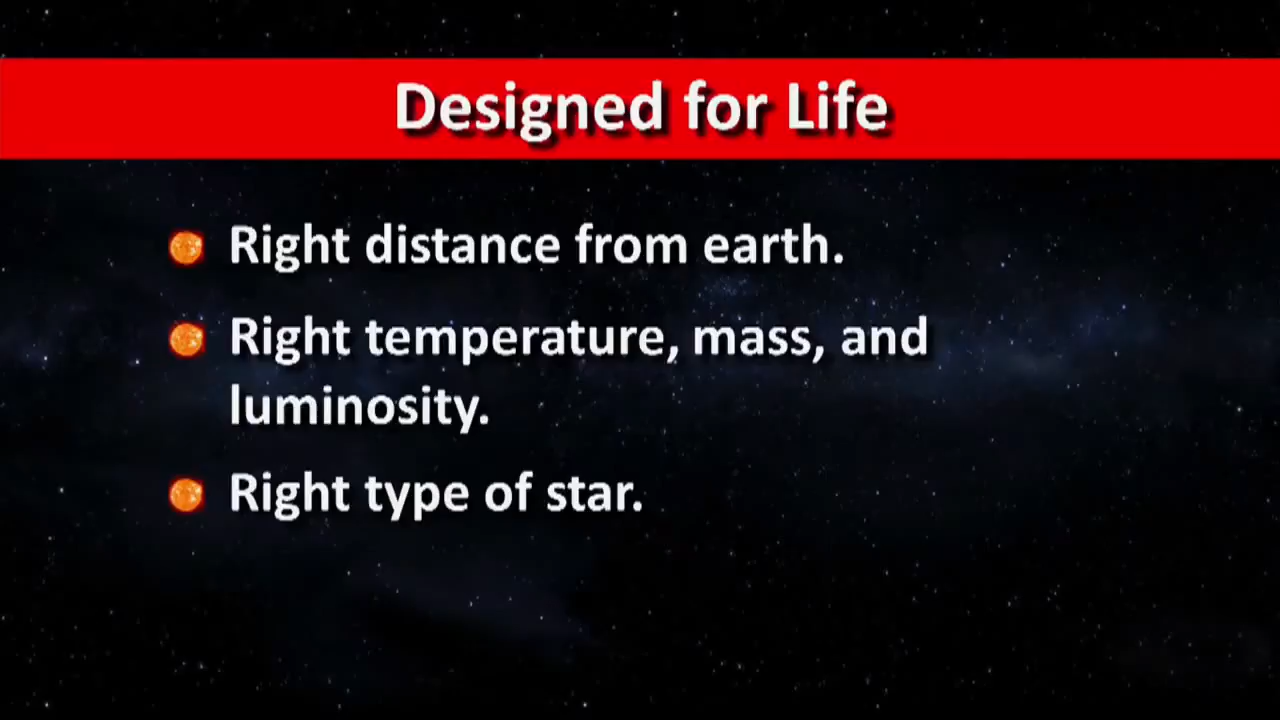 Designed for Life
Right distance from earth.
Right temperature, mass, and
luminosity.
Right type of star.